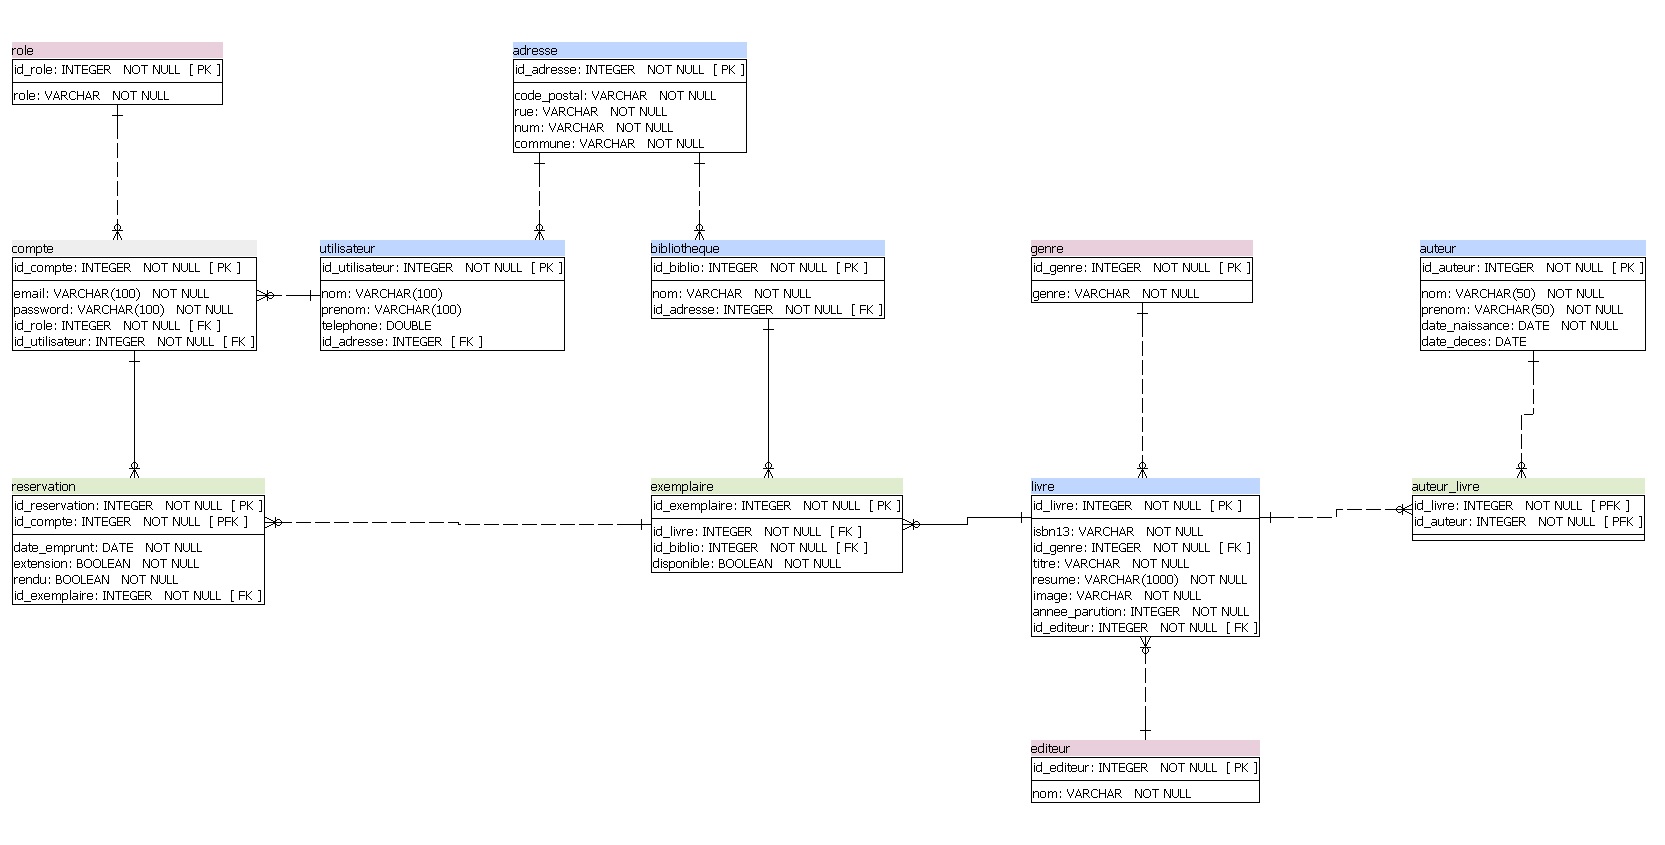 role
id_role: INTEGER NOT NULL [ PK ]
role: VARCHAR NOT NULL
adresse
id_adresse: INTEGER NOT NULL [ PK ]
code_postal: VARCHAR NOT NULL
rue: VARCHAR NOT NULL
num: VARCHAR NOT NULL
commune: VARCHAR NOT NULL
compte
id_compte: INTEGER NOT NULL [ PK ]
email: VARCHAR(100) NOT NULL
password: VARCHAR(100) NOT NULL
id_role: INTEGER NOT NULL [ FK ]
id_utilisateur: INTEGER NOT NULL [ FK ]
utilisateur
id_utilisateur: INTEGER NOT NULL [ PK ]
nom: VARCHAR(100)
prenom: VARCHAR(100)
telephone: DOUBLE
id_adresse: INTEGER [ FK ]
bibliotheque
id_biblio: INTEGER NOT NULL [ PK ]
nom: VARCHAR NOT NULL
id_adresse: INTEGER NOT NULL [ FK ]
genre
id_genre: INTEGER NOT NULL [ PK ]
genre: VARCHAR NOT NULL
auteur
id_auteur: INTEGER NOT NULL [ PK ]
nom: VARCHAR(50) NOT NULL
prenom: VARCHAR(50) NOT NULL
date_naissance: DATE NOT NULL
date_deces: DATE
reservation
id_reservation: INTEGER NOT NULL [ PK ]
id_compte: INTEGER NOT NULL [ PFK ]
date_emprunt: DATE NOT NULL
extension: BOOLEAN NOT NULL
rendu: BOOLEAN NOT NULL
id_exemplaire: INTEGER NOT NULL [ FK ]
exemplaire
id_exemplaire: INTEGER NOT NULL [ PK ]
id_livre: INTEGER NOT NULL [ FK ]
id_biblio: INTEGER NOT NULL [ FK ]
disponible: BOOLEAN NOT NULL
livre
id_livre: INTEGER NOT NULL [ PK ]
isbn13: VARCHAR NOT NULL
id_genre: INTEGER NOT NULL [ FK ]
titre: VARCHAR NOT NULL
resume: VARCHAR(1000) NOT NULL
image: VARCHAR NOT NULL
annee_parution: INTEGER NOT NULL
id_editeur: INTEGER NOT NULL [ FK ]
auteur_livre
id_livre: INTEGER NOT NULL [ PFK ]
id_auteur: INTEGER NOT NULL [ PFK ]
editeur
id_editeur: INTEGER NOT NULL [ PK ]
nom: VARCHAR NOT NULL